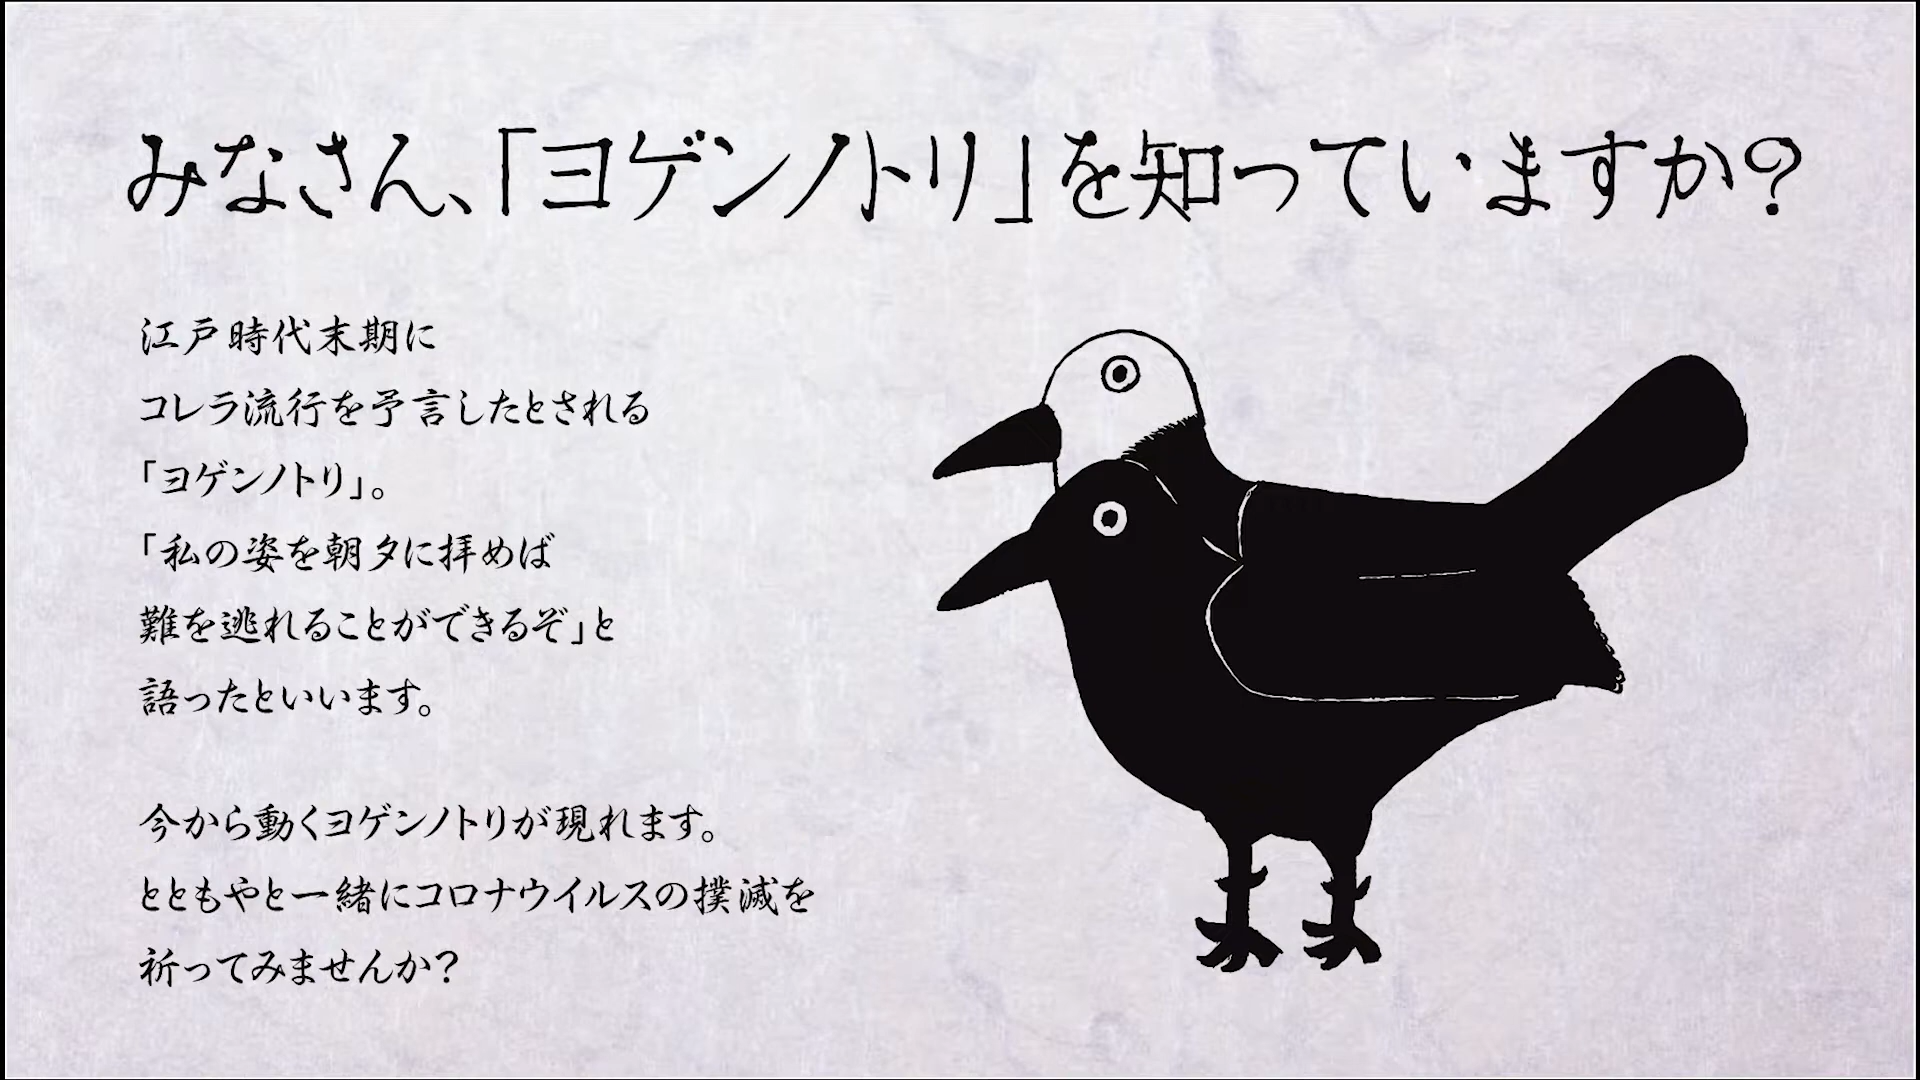 みなさん、「ヨゲンノトリ」を知っていますか?
江戸時代末期に
コレラ流行を予言したとされる
「ヨゲンノトリ」。
「私の姿を朝夕に拝めば
難を逃れることができるぞ」と
語ったといいます。
今から動くヨゲンノトリが現れます。
とともやと一緒にコロナウイルスの撲滅を
祈ってみませんか?